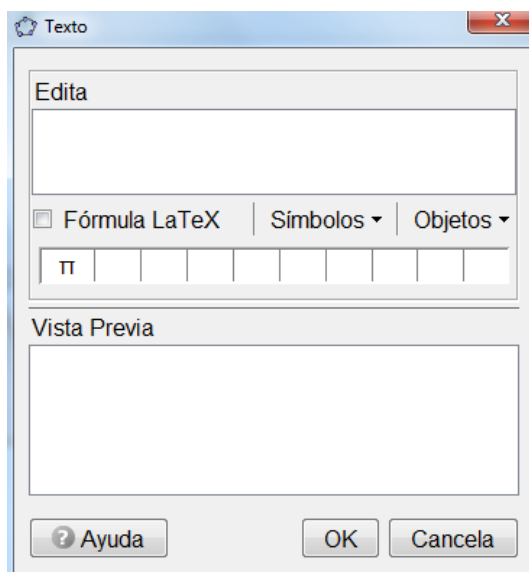 Texto
Edita
Fórmula LaTeX Símbolos Objetos
π
Vista Previa
? Ayuda OK Cancela